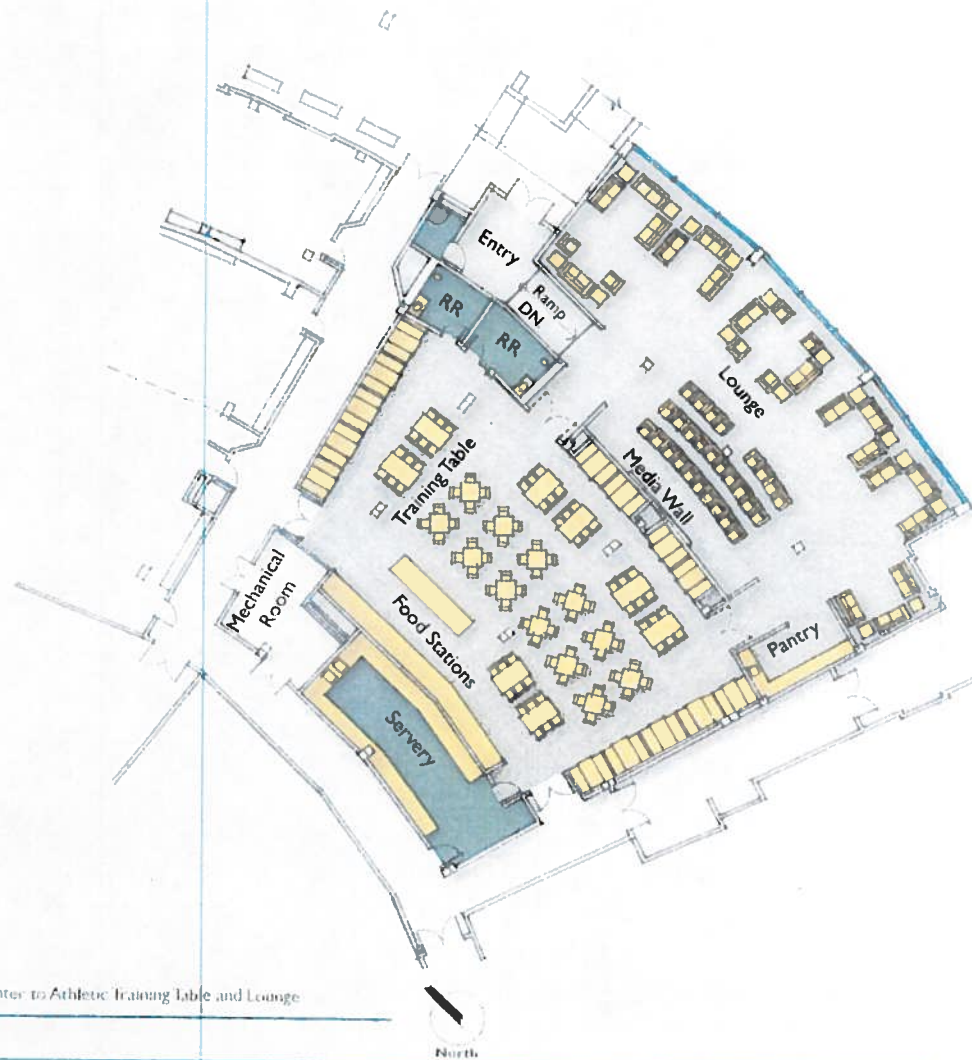 Entry
Ramp
DN
RR
RR
Lounge
Training Table
Media Wall
Mechanical
Room
Food Stations
Pantry
Servery
to Athletic Training Table and Lounge
North